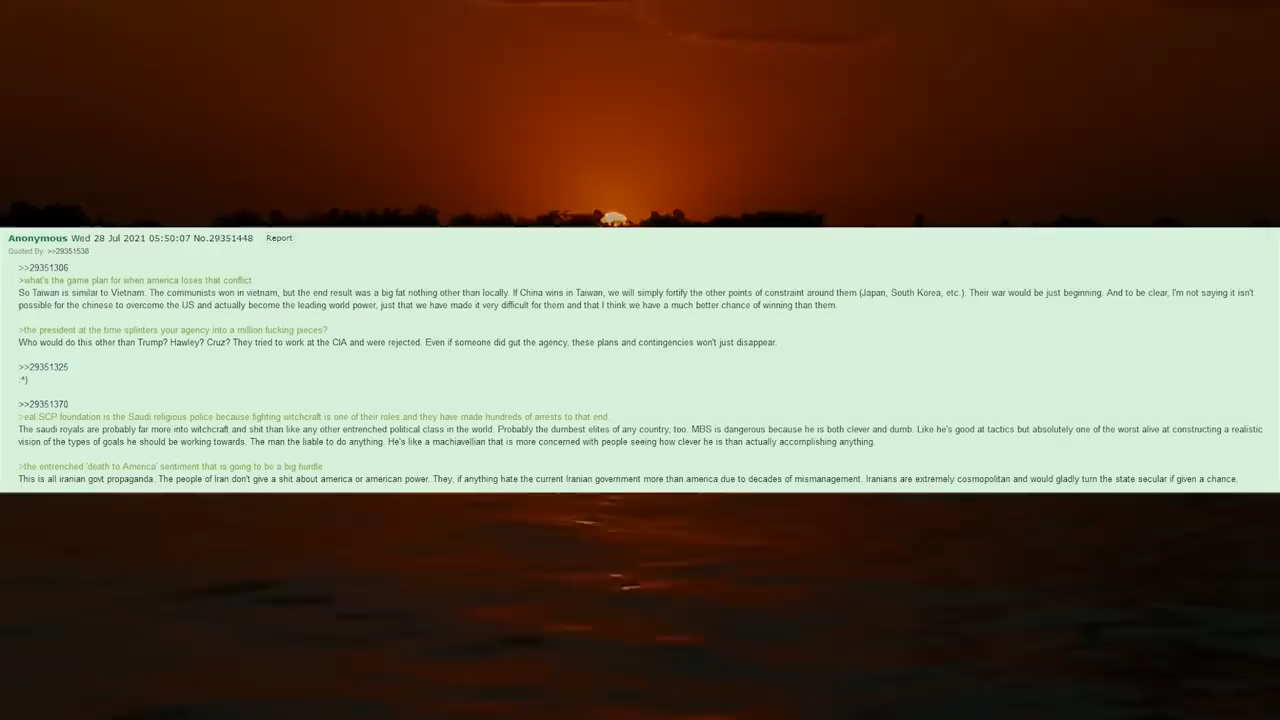 Anonymous Wed 28 Jul 2021 05:50:07 No.29351448 Report
Quoted By: >>29351538
>>29351306
>what's the game plan for when america loses that conflict
So Taiwan is similar to Vietnam. The communists won in vietnam, but the end result was a big fat nothing other than locally. If China wins in Taiwan, we will simply fortify the other points of constraint around them (Japan, South Korea, etc.). Their war would be just beginning. And to be clear, I'm not saying it isn't
possible for the chinese to overcome the US and actually become the leading world power, just that we have made it very difficult for them and that I think we have a much better chance of winning than them.
>the president at the time splinters your agency into a million fucking pieces?
Who would do this other than Trump? Hawley? Cruz? They tried to work at the CIA and were rejected. Even if someone did gut the agency, these plans and contingencies won't just disappear.
>>29351325
:^)
>>29351370
>eal SCP foundation is the Saudi religious police because fighting witchcraft is one of their roles and they have made hundreds of arrests to that end.
The saudi royals are probably far more into witchcraft and shit than like any other entrenched political class in the world. Probably the dumbest elites of any country, too. MBS is dangerous because he is both clever and dumb. Like he's good at tactics but absolutely one of the worst alive at constructing a realistic
vision of the types of goals he should be working towards. The man the liable to do anything. He's like a machiavellian that is more concerned with people seeing how clever he is than actually accomplishing anything.
>the entrenched 'death to America' sentiment that is going to be a big hurdle
This is all iranian govt propaganda. The people of Iran don't give a shit about america or american power. They, if anything hate the current Iranian government more than america due to decades of mismanagement. Iranians are extremely cosmopolitan and would gladly turn the state secular if given a chance.